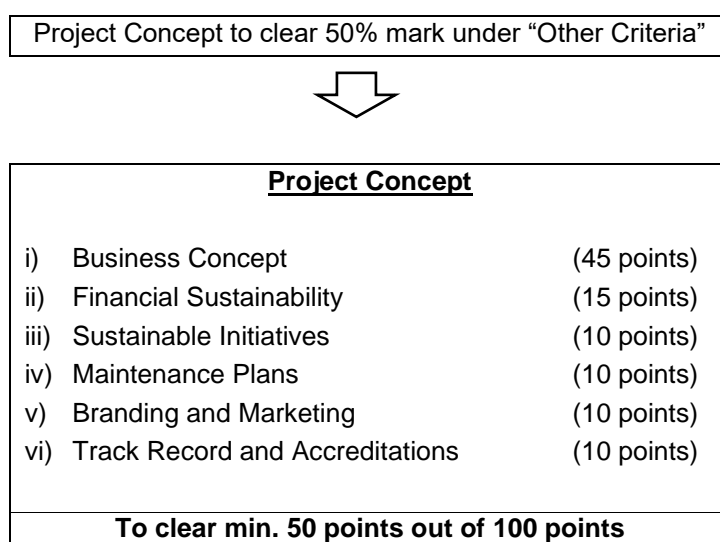 Project Concept to clear 50% mark under “Other Criteria”
Project Concept
i) Business Concept (45 points)
ii) Financial Sustainability (15 points)
iii) Sustainable Initiatives (10 points)
iv) Maintenance Plans (10 points)
v) Branding and Marketing (10 points)
vi) Track Record and Accreditations (10 points)
To clear min. 50 points out of 100 points